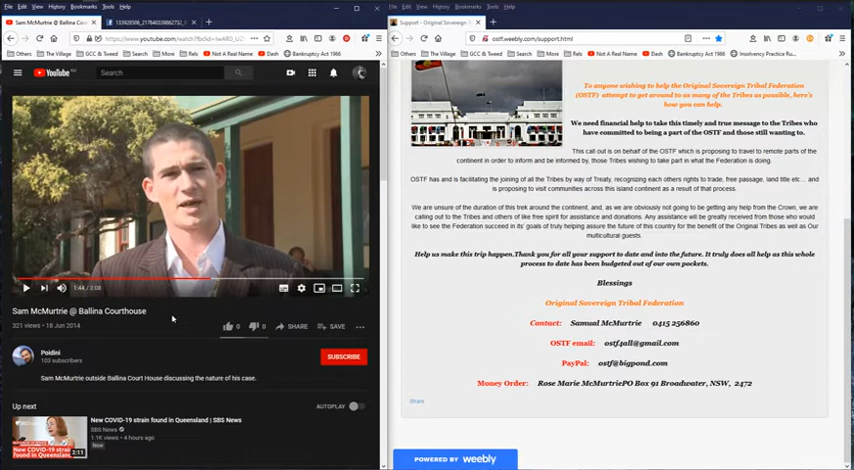 File Edit View History Bookmarks Tools Help
Sam McMurtrie @ Ballina Cou
https://www.youtube.com/watch?
Others The Village GCC & Tweed Search More Rels Not A Real Name Dash Bankruptcy Act 1966
YouTube
Search
1:44 / 3:08
Sam McMurtrie @ Ballina Courthouse
321 views • 18 Jun 2014
0 0 SHARE SAVE
Poidini
103 subscribers
SUBSCRIBE
Sam McMurtrie outside Ballina Court House discussing the nature of his case.
Up next
AUTOPLAY
New COVID-19 strain found in Queensland | SBS News
SBS News
1.1K views • 4 hours ago
New
NEW COVID-19 STRAIN
found in Queensland
2:11
File Edit View History Bookmarks Tools Help
Support - Original Sovereign T
ostf.weebly.com/support.html
Others The Village GCC & Tweed Search More Rels Not A Real Name Dash Bankruptcy Act 1966 Insolvency Practice Ru
To anyone wishing to help the Original Sovereign Tribal Federation
(OSTF) attempt to get around to as many of the Tribes as possible, here's
how you can help.
We need financial help to take this timely and true message to the Tribes
who have committed to being a part of the OSTF and those still wanting to.
This call out is on behalf of the OSTF which is proposing to travel to remote parts of the
continent in order to inform and be informed by, those Tribes wishing to take part in what the Federation is doing.
OSTF has and is facilitating the joining of all the Tribes by way of Treaty, recognizing each others rights to trade, free passage, land title etc... and
is proposing to visit communities across this island continent as a result of that process.
We are unsure of the duration of this trek around the continent, and, as we are obviously not going to be getting any help from the Crown, we are
calling out to the Tribes and others of like free spirit for assistance and donations. Any assistance will be greatly received from those who would
like to see the Federation succeed in its' goals of truly helping assure the future of this country for the benefit of the Original Tribes as well as Our
multicultural guests.
Help us make this trip happen.Thank you for all your support to date and into the future. It truly does all help as this whole
process to date has been budgeted out of our own pockets.
Blessings
Original Sovereign Tribal Federation
Contact: Samual McMurtrie 0415 256860
OSTF email: ostf4all@gmail.com
PayPal: ostf@bigpond.com
Money Order: Rose Marie McMurtriePO Box 91 Broadwater, NSW, 2472
Share
POWERED BY weebly